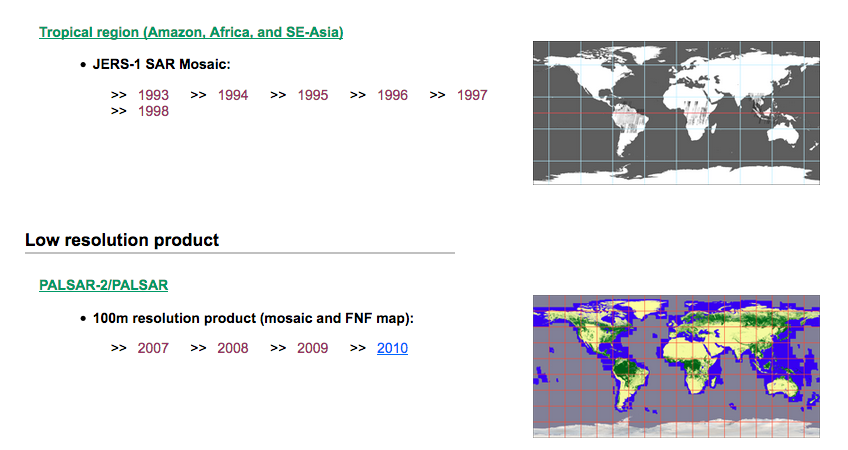 Tropical region (Amazon, Africa, and SE-Asia)
• JERS-1 SAR Mosaic:
>> 1993 >> 1994 >> 1995 >> 1996 >> 1997
>> 1998
Low resolution product
PALSAR-2/PALSAR
• 100m resolution product (mosaic and FNF map):
>> 2007 >> 2008 >> 2009 >> 2010